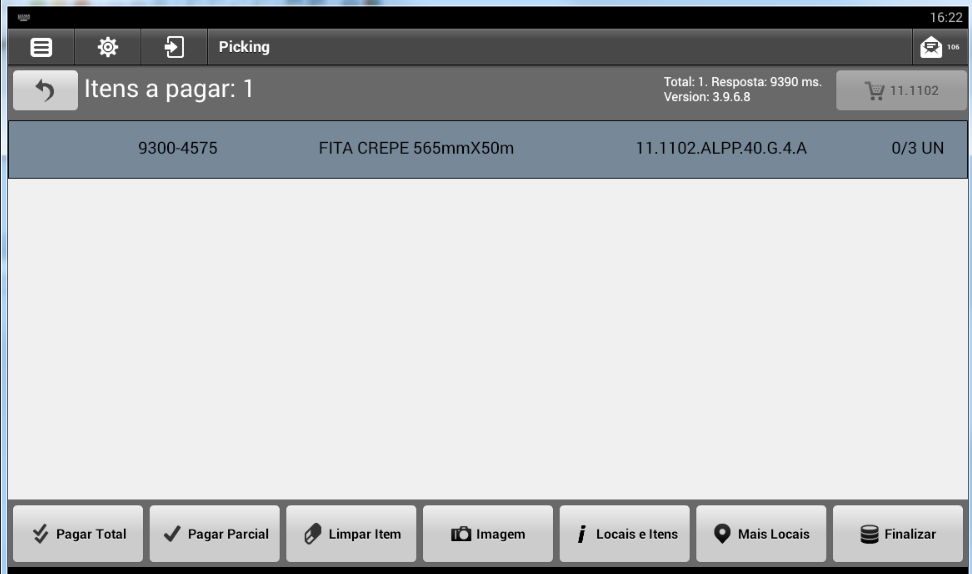 16:22
Picking
106
Itens a pagar: 1
Total: 1. Resposta: 9390 ms.
Version: 3.9.6.8
11.1102
9300-4575 FITA CREPE 565mmX50m 11.1102.ALPP.40.G.4.A 0/3 UN
Pagar Total
Pagar Parcial
Limpar Item
Imagem
Locais e Itens
Mais Locais
Finalizar